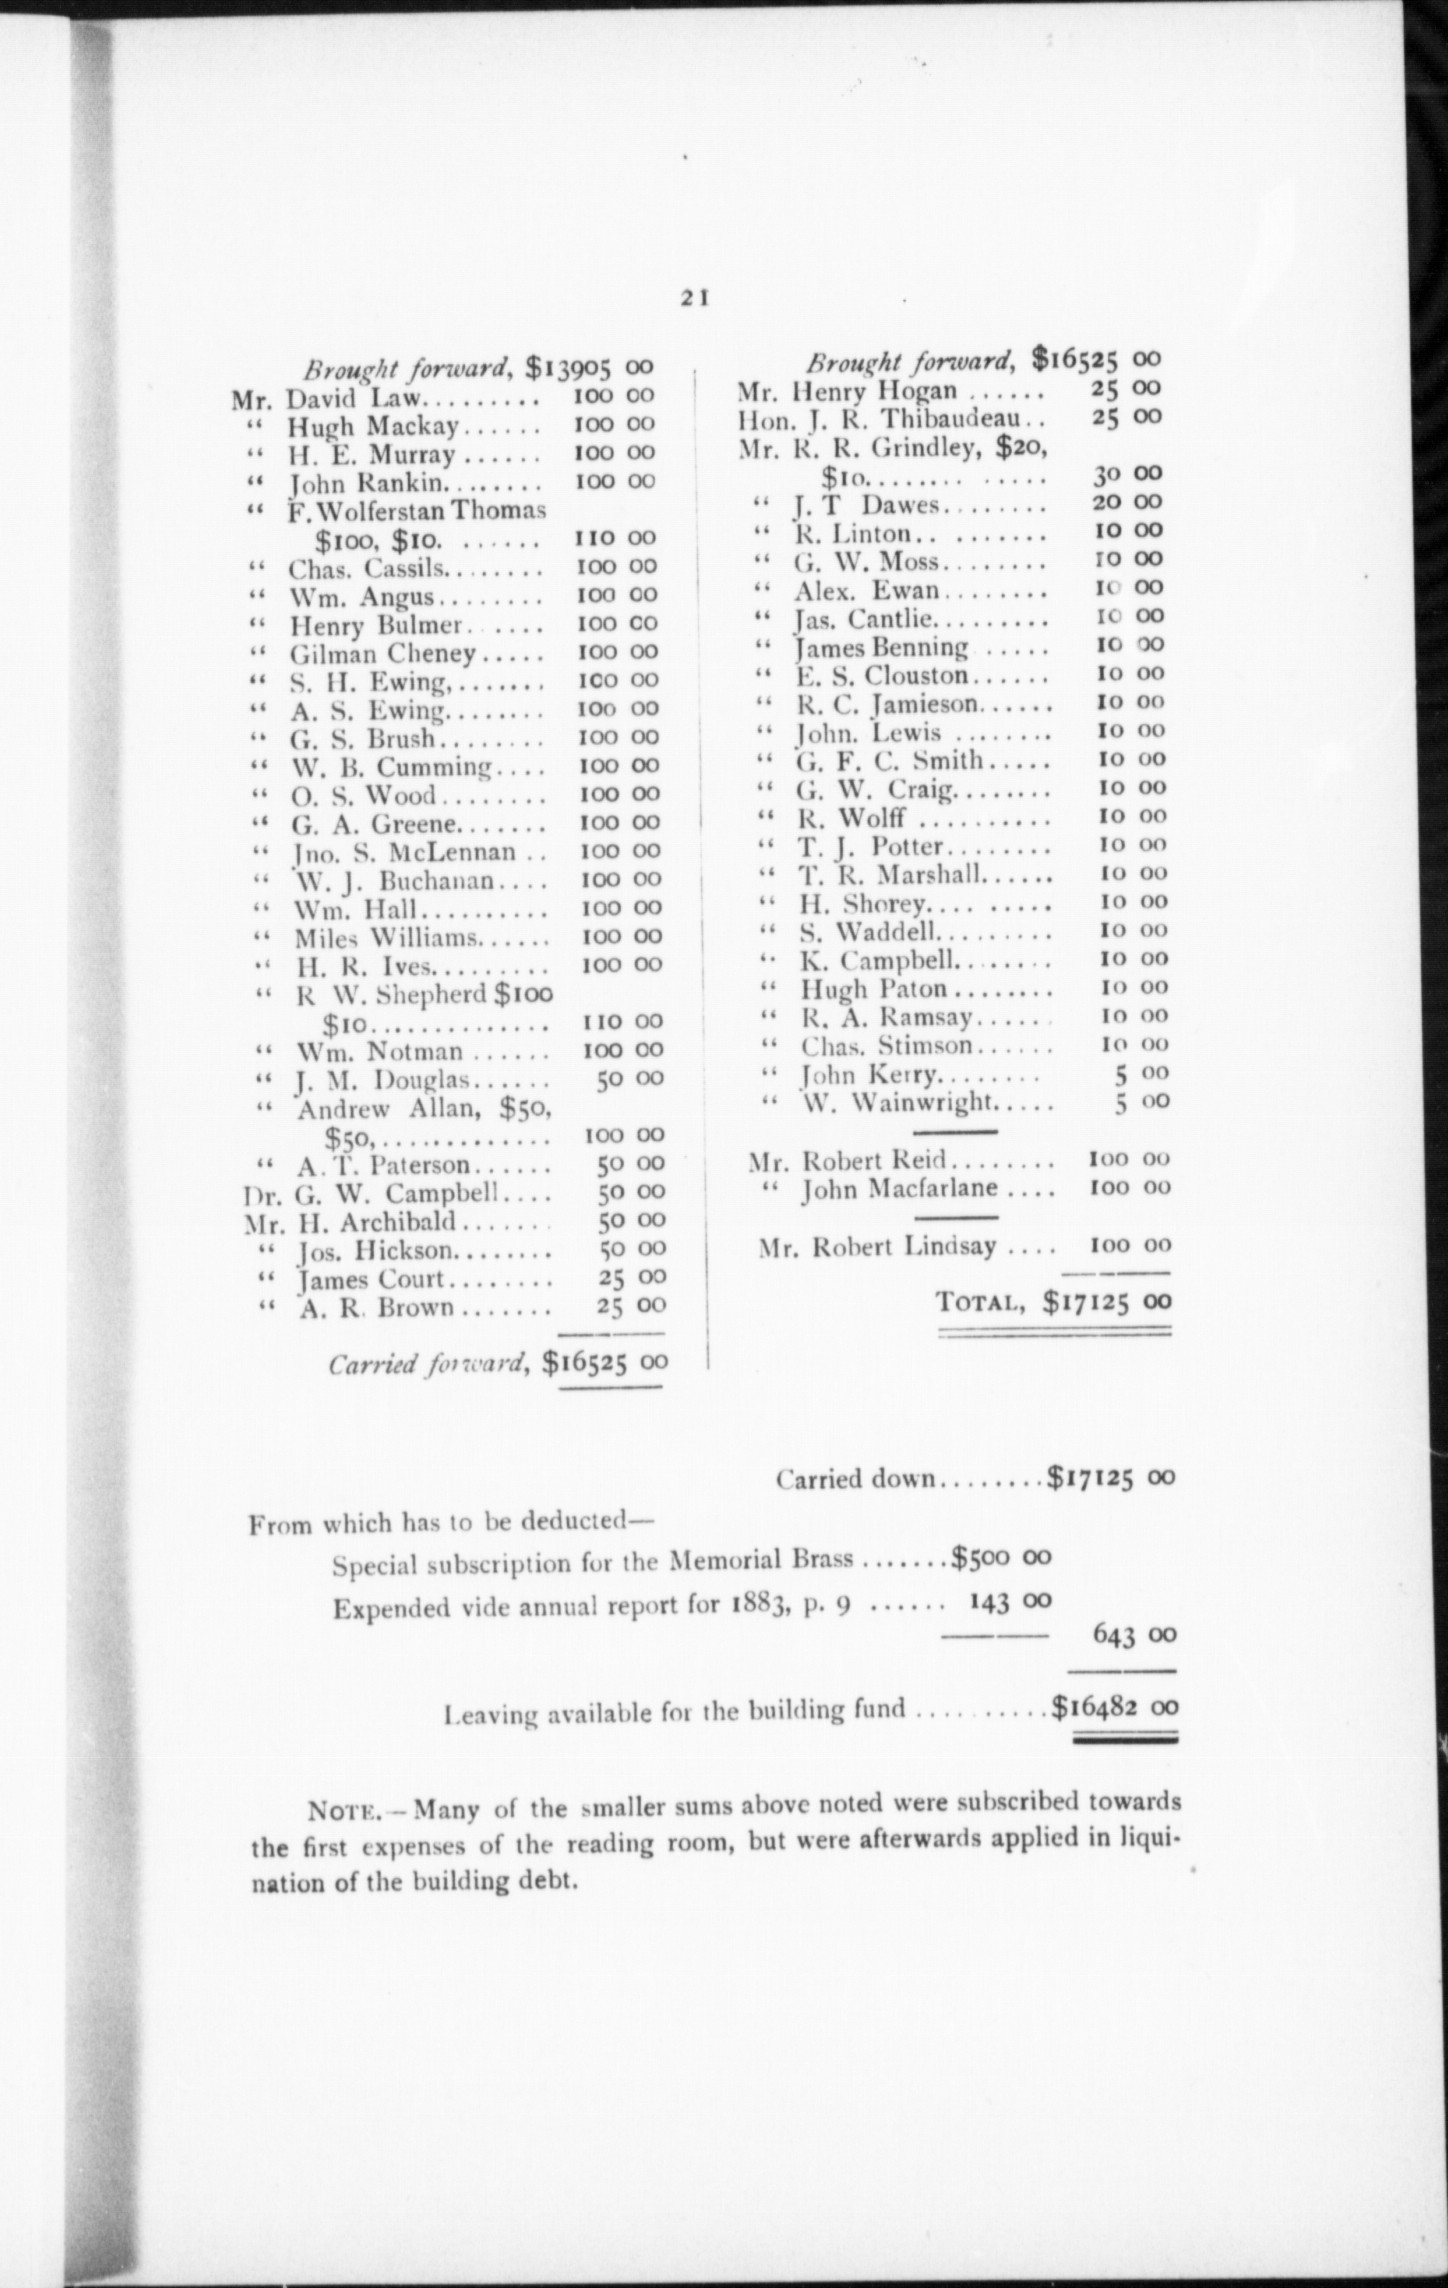 21
Brought forward, $13905 00
Mr. David Law......... 100 00
“ Hugh Mackay...... 100 00
“ H. E. Murray ...... 100 00
“ John Rankin........ 100 00
“ F. Wolferstan Thomas
$100, $10. ...... 110 00
“ Chas. Cassils........ 100 00
“ Wm. Angus........ 100 00
“ Henry Bulmer. .... 100 00
“ Gilman Cheney..... 100 00
“ S. H. Ewing,....... 100 00
“ A. S. Ewing........ 100 00
“ G. S. Brush........ 100 00
“ W. B. Cumming.... 100 00
“ O. S. Wood........ 100 00
“ G. A. Greene....... 100 00
“ Jno. S. McLennan .. 100 00
“ W. J. Buchanan.... 100 00
“ Wm. Hall.......... 100 00
“ Miles Williams...... 100 00
“ H. R. Ives......... 100 00
“ R W. Shepherd $100
$10.............. 110 00
“ Wm. Notman ...... 100 00
“ J. M. Douglas...... 50 00
“ Andrew Allan, $50,
$50,............. 100 00
“ A. T. Paterson...... 50 00
Dr. G. W. Campbell.... 50 00
Mr. H. Archibald....... 50 00
“ Jos. Hickson........ 50 00
“ James Court........ 25 00
“ A. R. Brown ....... 25 00
Carried forward, $16525 00
Brought forward, $16525 00
Mr. Henry Hogan ...... 25 00
Hon. J. R. Thibaudeau.. 25 00
Mr. R. R. Grindley, $20,
$10........ ..... 30 00
“ J. T Dawes........ 20 00
“ R. Linton.. ....... 10 00
“ G. W. Moss........ 10 00
“ Alex. Ewan........ 10 00
“ Jas. Cantlie......... 10 00
“ James Benning ..... 10 00
“ E. S. Clouston...... 10 00
“ R. C. Jamieson...... 10 00
“ John. Lewis ........ 10 00
“ G. F. C. Smith..... 10 00
“ G. W. Craig........ 10 00
“ R. Wolff .......... 10 00
“ T. J. Potter........ 10 00
“ T. R. Marshall...... 10 00
“ H. Shorey.... ..... 10 00
“ S. Waddell......... 10 00
“ K. Campbell........ 10 00
“ Hugh Paton ........ 10 00
“ R. A. Ramsay...... 10 00
“ Chas. Stimson...... 10 00
“ John Kerry........ 5 00
“ W. Wainwright..... 5 00
Mr. Robert Reid........ 100 00
“ John Macfarlane .... 100 00
Mr. Robert Lindsay .... 100 00
TOTAL, $17125 00
Carried down........$17125 00
From which has to be deducted—
Special subscription for the Memorial Brass .......$500 00
Expended vide annual report for 1883, p. 9 ...... 143 00
643 00
Leaving available for the building fund ..........$16482 00
NOTE.—Many of the smaller sums above noted were subscribed towards
the first expenses of the reading room, but were afterwards applied in liqui-
nation of the building debt.